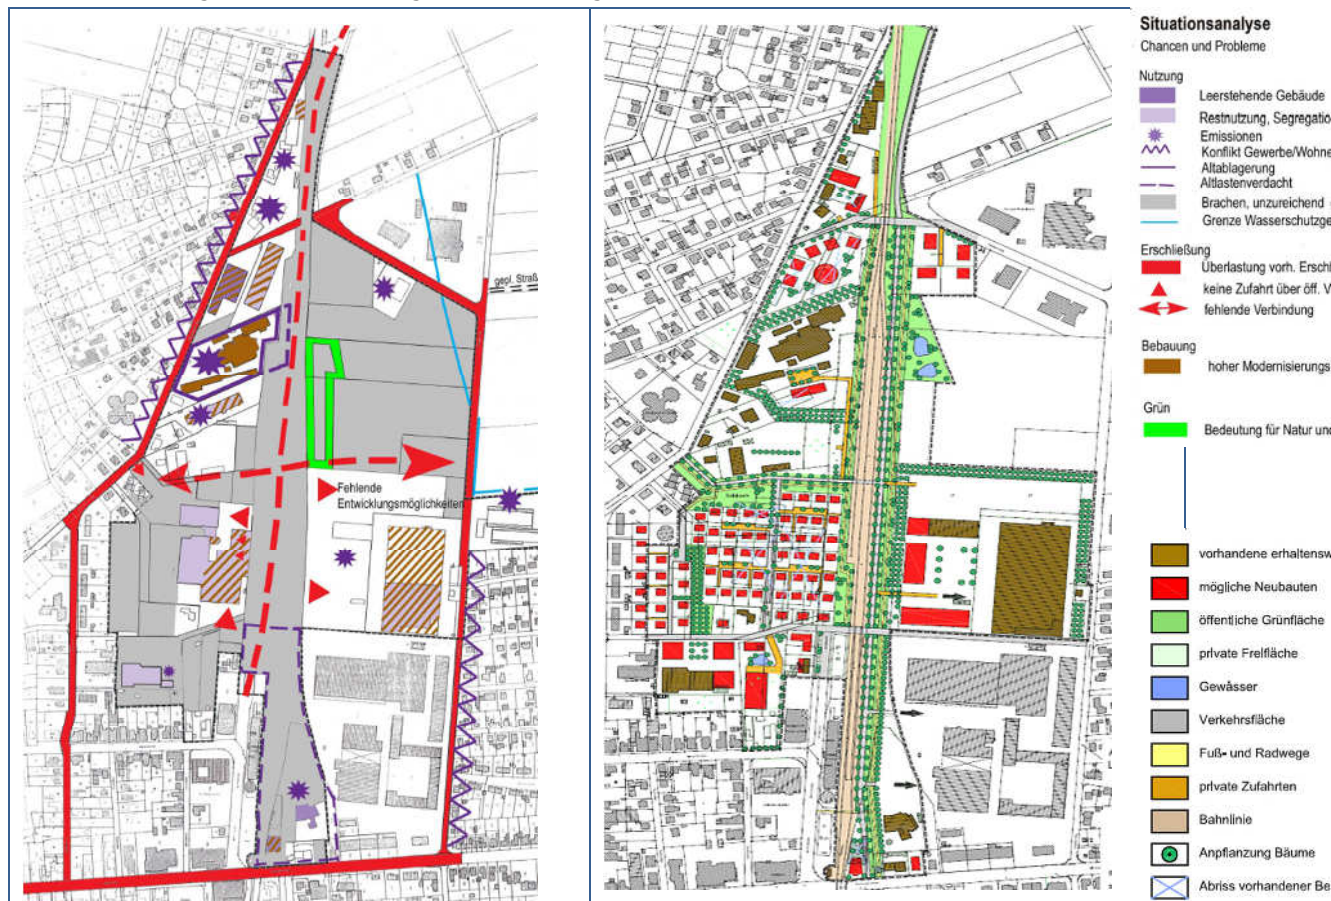 Situationsanalyse
Chancen und Probleme
Nutzung
Leerstehende Gebäude
Restnutzung, Segregatio
Emissionen
Konflikt Gewerbe/Wohne
Altablagerung
Altlastenverdacht
Brachen, unzureichend
Grenze Wasserschutzge
Erschließung
Überlastung vorh. Erschl
keine Zufahrt über öff. V
fehlende Verbindung
Bebauung
hoher Modernisierungs
Grün
Bedeutung für Natur und
gepl. Straß
Fehlende
Entwicklungsmöglichkeiten
vorhandene erhaltensw
mögliche Neubauten
öffentliche Grünfläche
private Freifläche
Gewässer
Verkehrsfläche
Fuß- und Radwege
private Zufahrten
Bahnlinie
Anpflanzung Bäume
Abriss vorhandener Be